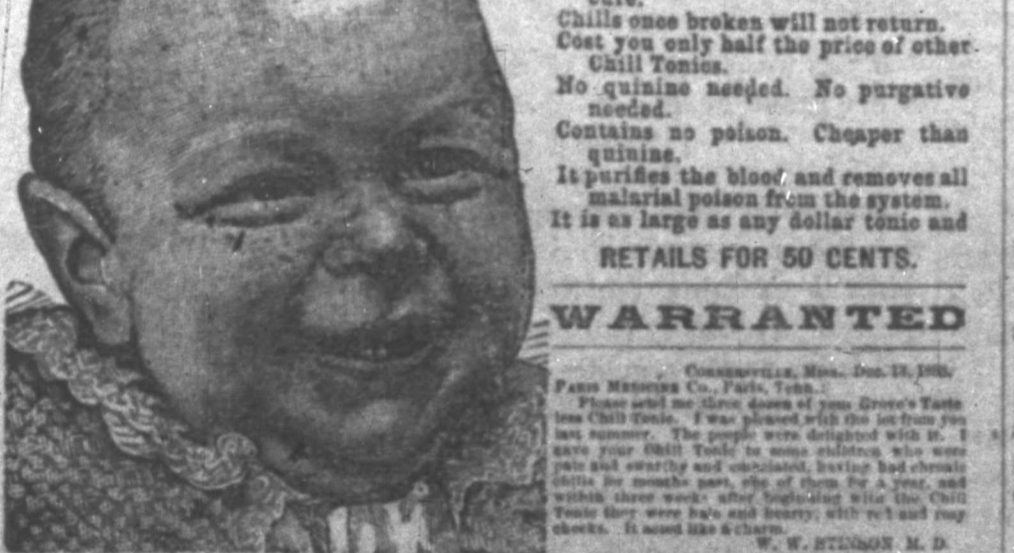 cure.
Chills once broken will not return.
Cost you only half the price of other
Chill Tonics.
No quinine needed. No purgative
needed.
Contains no poison. Cheaper than
quinine.
It purifies the blood and removes all
malarial poison from the system.
It is as large as any dollar tonic and
RETAILS FOR 50 CENTS.
WARRANTED
Miss., Dec. 13,
PARIS MEDICINE CO., Paris, Tenn.:
Please send me three dozen of your Grove's Taste
less Chill Tonic. I was pleased with the lot from you
last summer. The people were delighted with it. I
gave your Chill Tonic to some children who were
pale and swarthy and emaciated, having had chronic
chills for months past, one of them for a year, and
within three weeks after beginning with the Chill
Tonic they were hale and hearty, with red and rosy
cheeks. It acted like a charm.
W. W. STINSON, M. D.